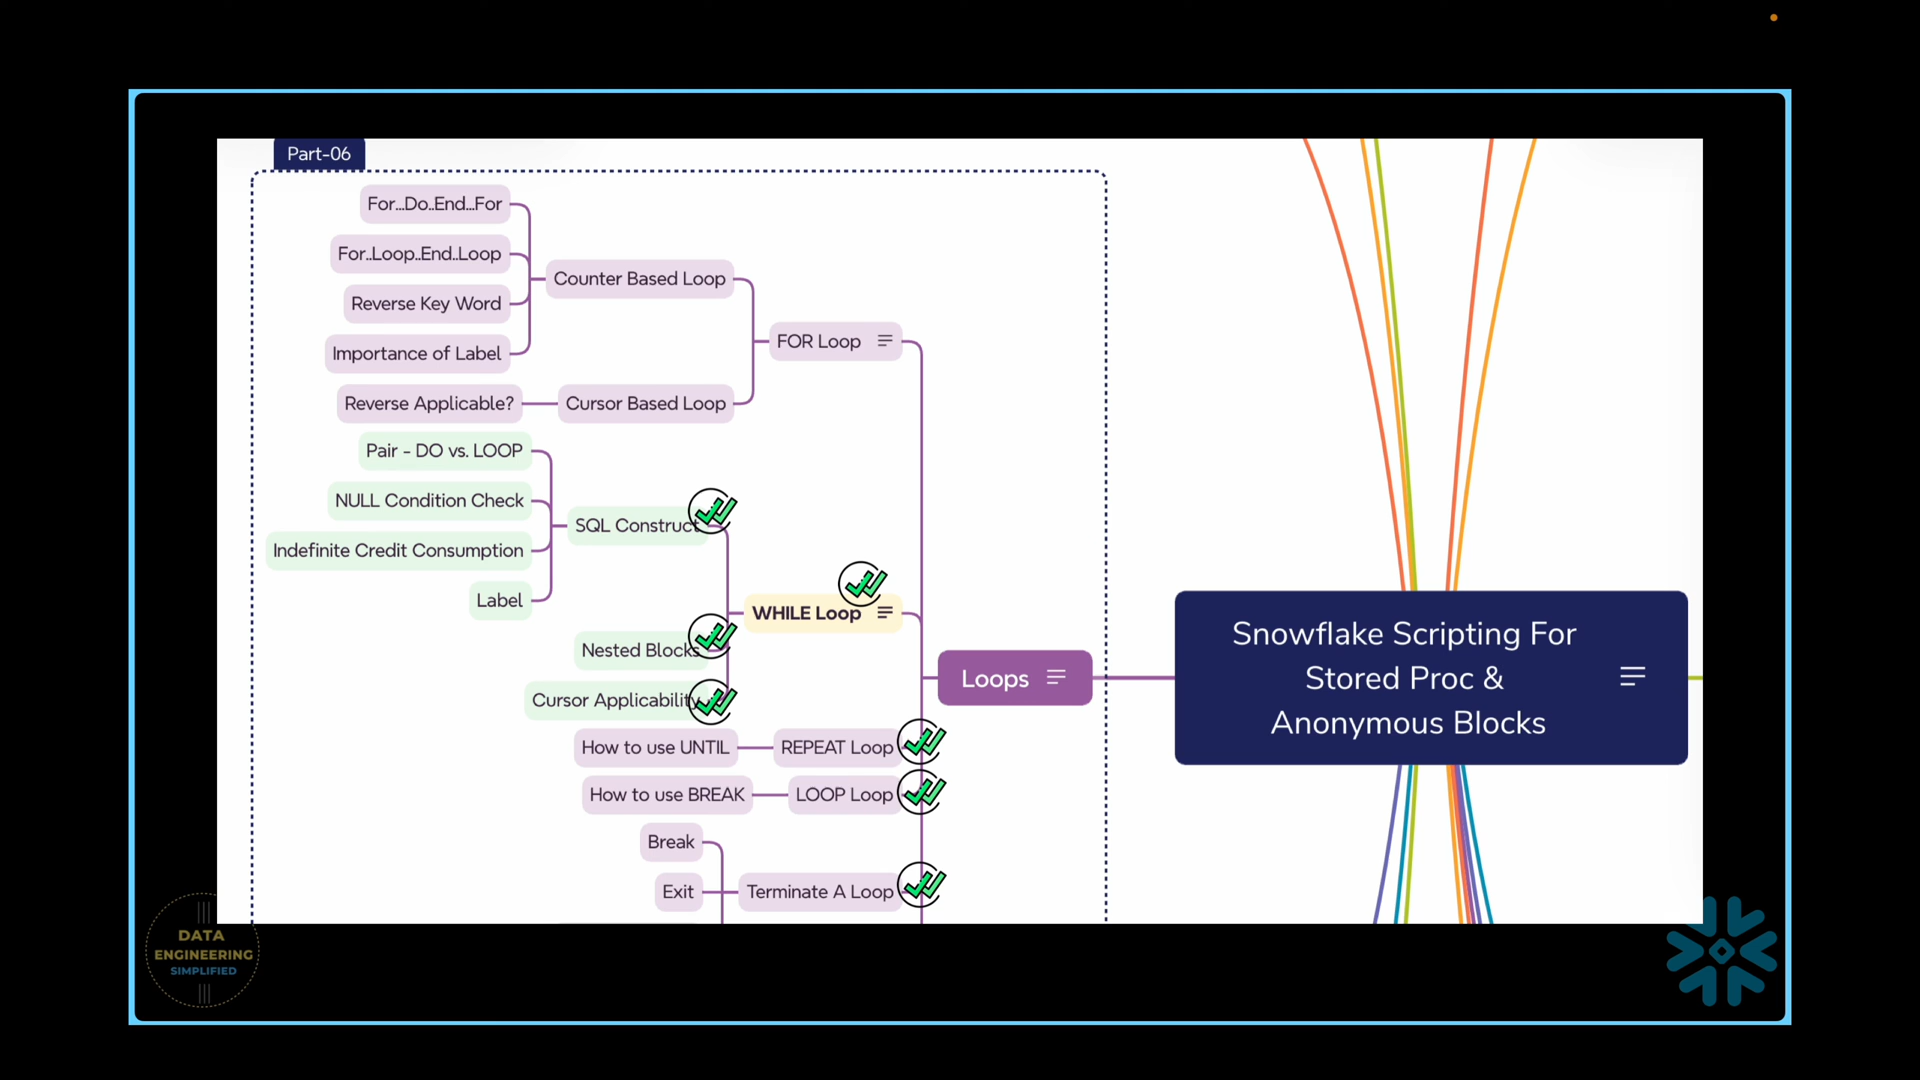 Part-06
For...Do..End...For
For..Loop..End..Loop
Reverse Key Word
Importance of Label
Counter Based Loop
FOR Loop
Reverse Applicable?
Cursor Based Loop
Pair - DO vs. LOOP
NULL Condition Check
Indefinite Credit Consumption
Label
SQL Construct
WHILE Loop
Nested Blocks
Cursor Applicability
How to use UNTIL
REPEAT Loop
How to use BREAK
LOOP Loop
Break
Exit
Terminate A Loop
Loops
Snowflake Scripting For
Stored Proc &
Anonymous Blocks
DATA
ENGINEERING
SIMPLIFIED